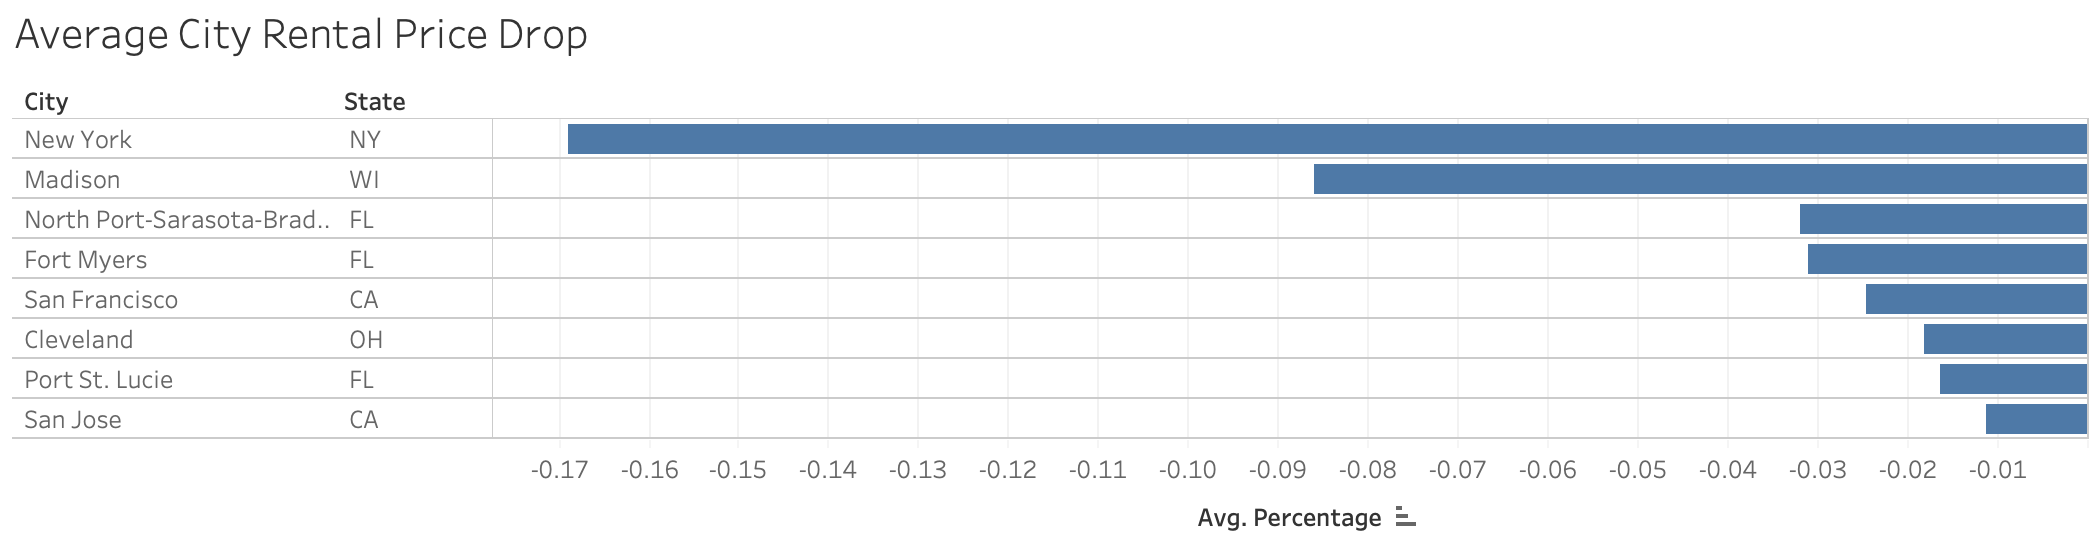 Average City Rental Price Drop
City State
New York NY
Madison WI
North Port-Sarasota-Brad.. FL
Fort Myers FL
San Francisco CA
Cleveland OH
Port St. Lucie FL
San Jose CA
-0.17 -0.16 -0.15 -0.14 -0.13 -0.12 -0.11 -0.10 -0.09 -0.08 -0.07 -0.06 -0.05 -0.04 -0.03 -0.02 -0.01
Avg. Percentage